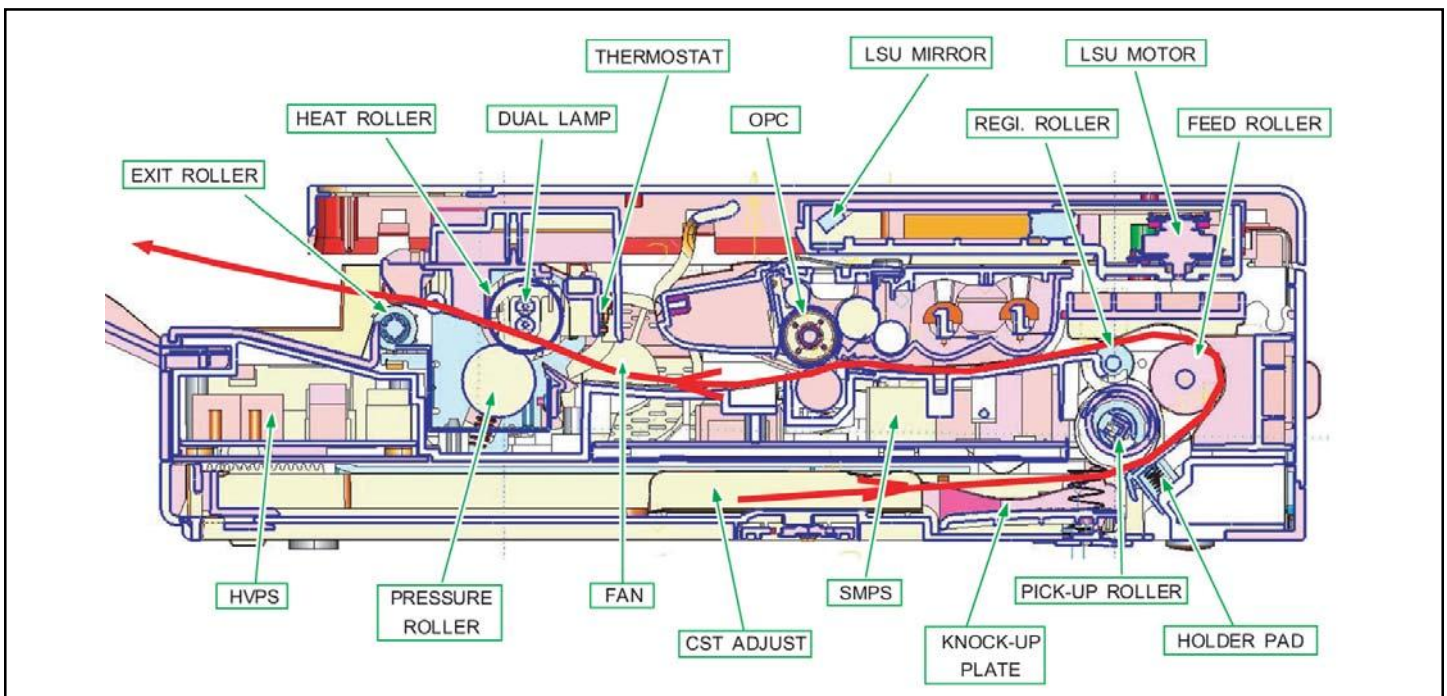 THERMOSTAT
LSU MIRROR
LSU MOTOR
HEAT ROLLER
DUAL LAMP
OPC
REGI. ROLLER
FEED ROLLER
EXIT ROLLER
HVPS
PRESSURE
ROLLER
FAN
CST ADJUST
SMPS
KNOCK-UP
PLATE
PICK-UP ROLLER
HOLDER PAD